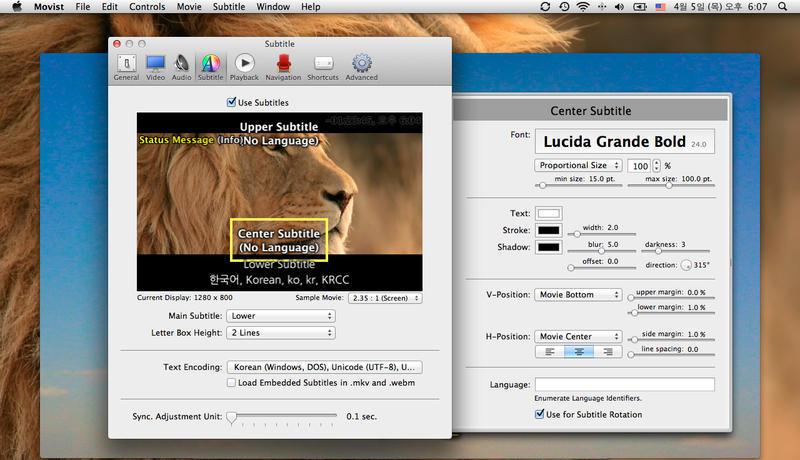 Movist File Edit Controls Movie Subtitle Window Help 4월 5일 (목) 오후 6:07
Subtitle
General Video Audio Subtitle Playback Navigation Shortcuts Advanced
Use Subtitles
Upper Subtitle
Status Message (Info)(No Language)
Center Subtitle
(No Language)
Lower Subtitle
한국어, Korean, ko, kr, KRCC
Current Display: 1280 x 800 Sample Movie: 2.35 : 1 (Screen)
Main Subtitle: Lower
Letter Box Height: 2 Lines
Text Encoding: Korean (Windows, DOS), Unicode (UTF-8), U...
Load Embedded Subtitles in .mkv and .webm
Sync. Adjustment Unit: 0.1 sec.
Center Subtitle
Font: Lucida Grande Bold 24.0
Proportional Size 100 %
min size: 15.0 pt. max size: 100.0 pt.
Text:
Stroke: width: 2.0
Shadow: blur: 5.0 darkness: 3
offset: 0.0 direction: 315°
V-Position: Movie Bottom upper margin: 0.0 %
lower margin: 1.0 %
H-Position: Movie Center side margin: 1.0 %
line spacing: 0.0
Language:
Enumerate Language Identifiers.
Use for Subtitle Rotation